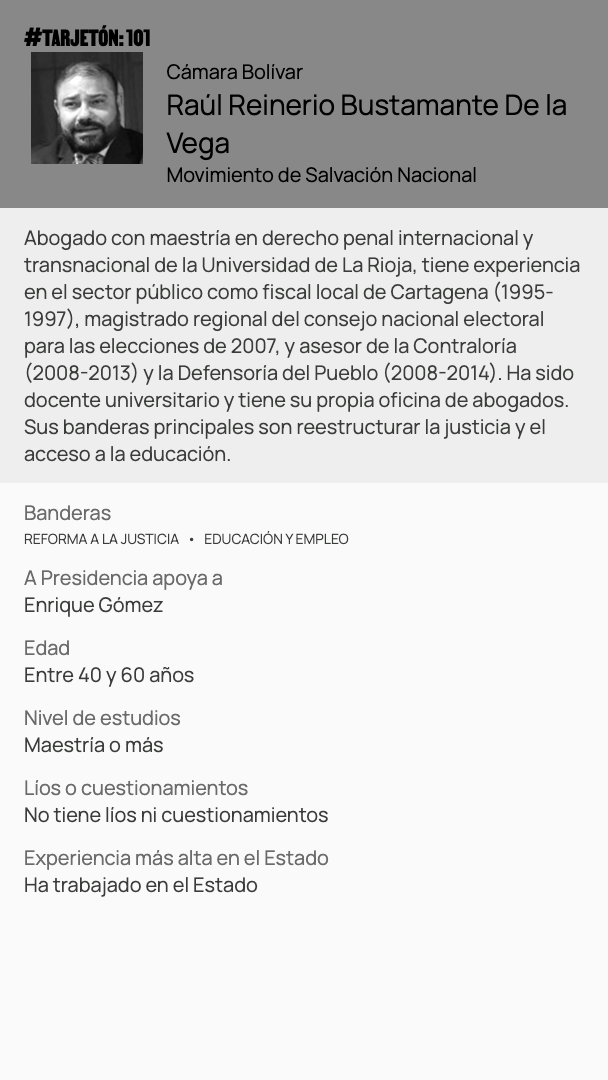 #TARJETÓN: 101
Cámara Bolívar
Raúl Reinerio Bustamante De la
Vega
Movimiento de Salvación Nacional
Abogado con maestría en derecho penal internacional y
transnacional de la Universidad de La Rioja, tiene experiencia
en el sector público como fiscal local de Cartagena (1995-
1997), magistrado regional del consejo nacional electoral
para las elecciones de 2007, y asesor de la Contraloría
(2008-2013) y la Defensoría del Pueblo (2008-2014). Ha sido
docente universitario y tiene su propia oficina de abogados.
Sus banderas principales son reestructurar la justicia y el
acceso a la educación.
Banderas
REFORMA A LA JUSTICIA • EDUCACIÓN Y EMPLEO
A Presidencia apoya a
Enrique Gómez
Edad
Entre 40 y 60 años
Nivel de estudios
Maestría o más
Líos o cuestionamientos
No tiene líos ni cuestionamientos
Experiencia más alta en el Estado
Ha trabajado en el Estado